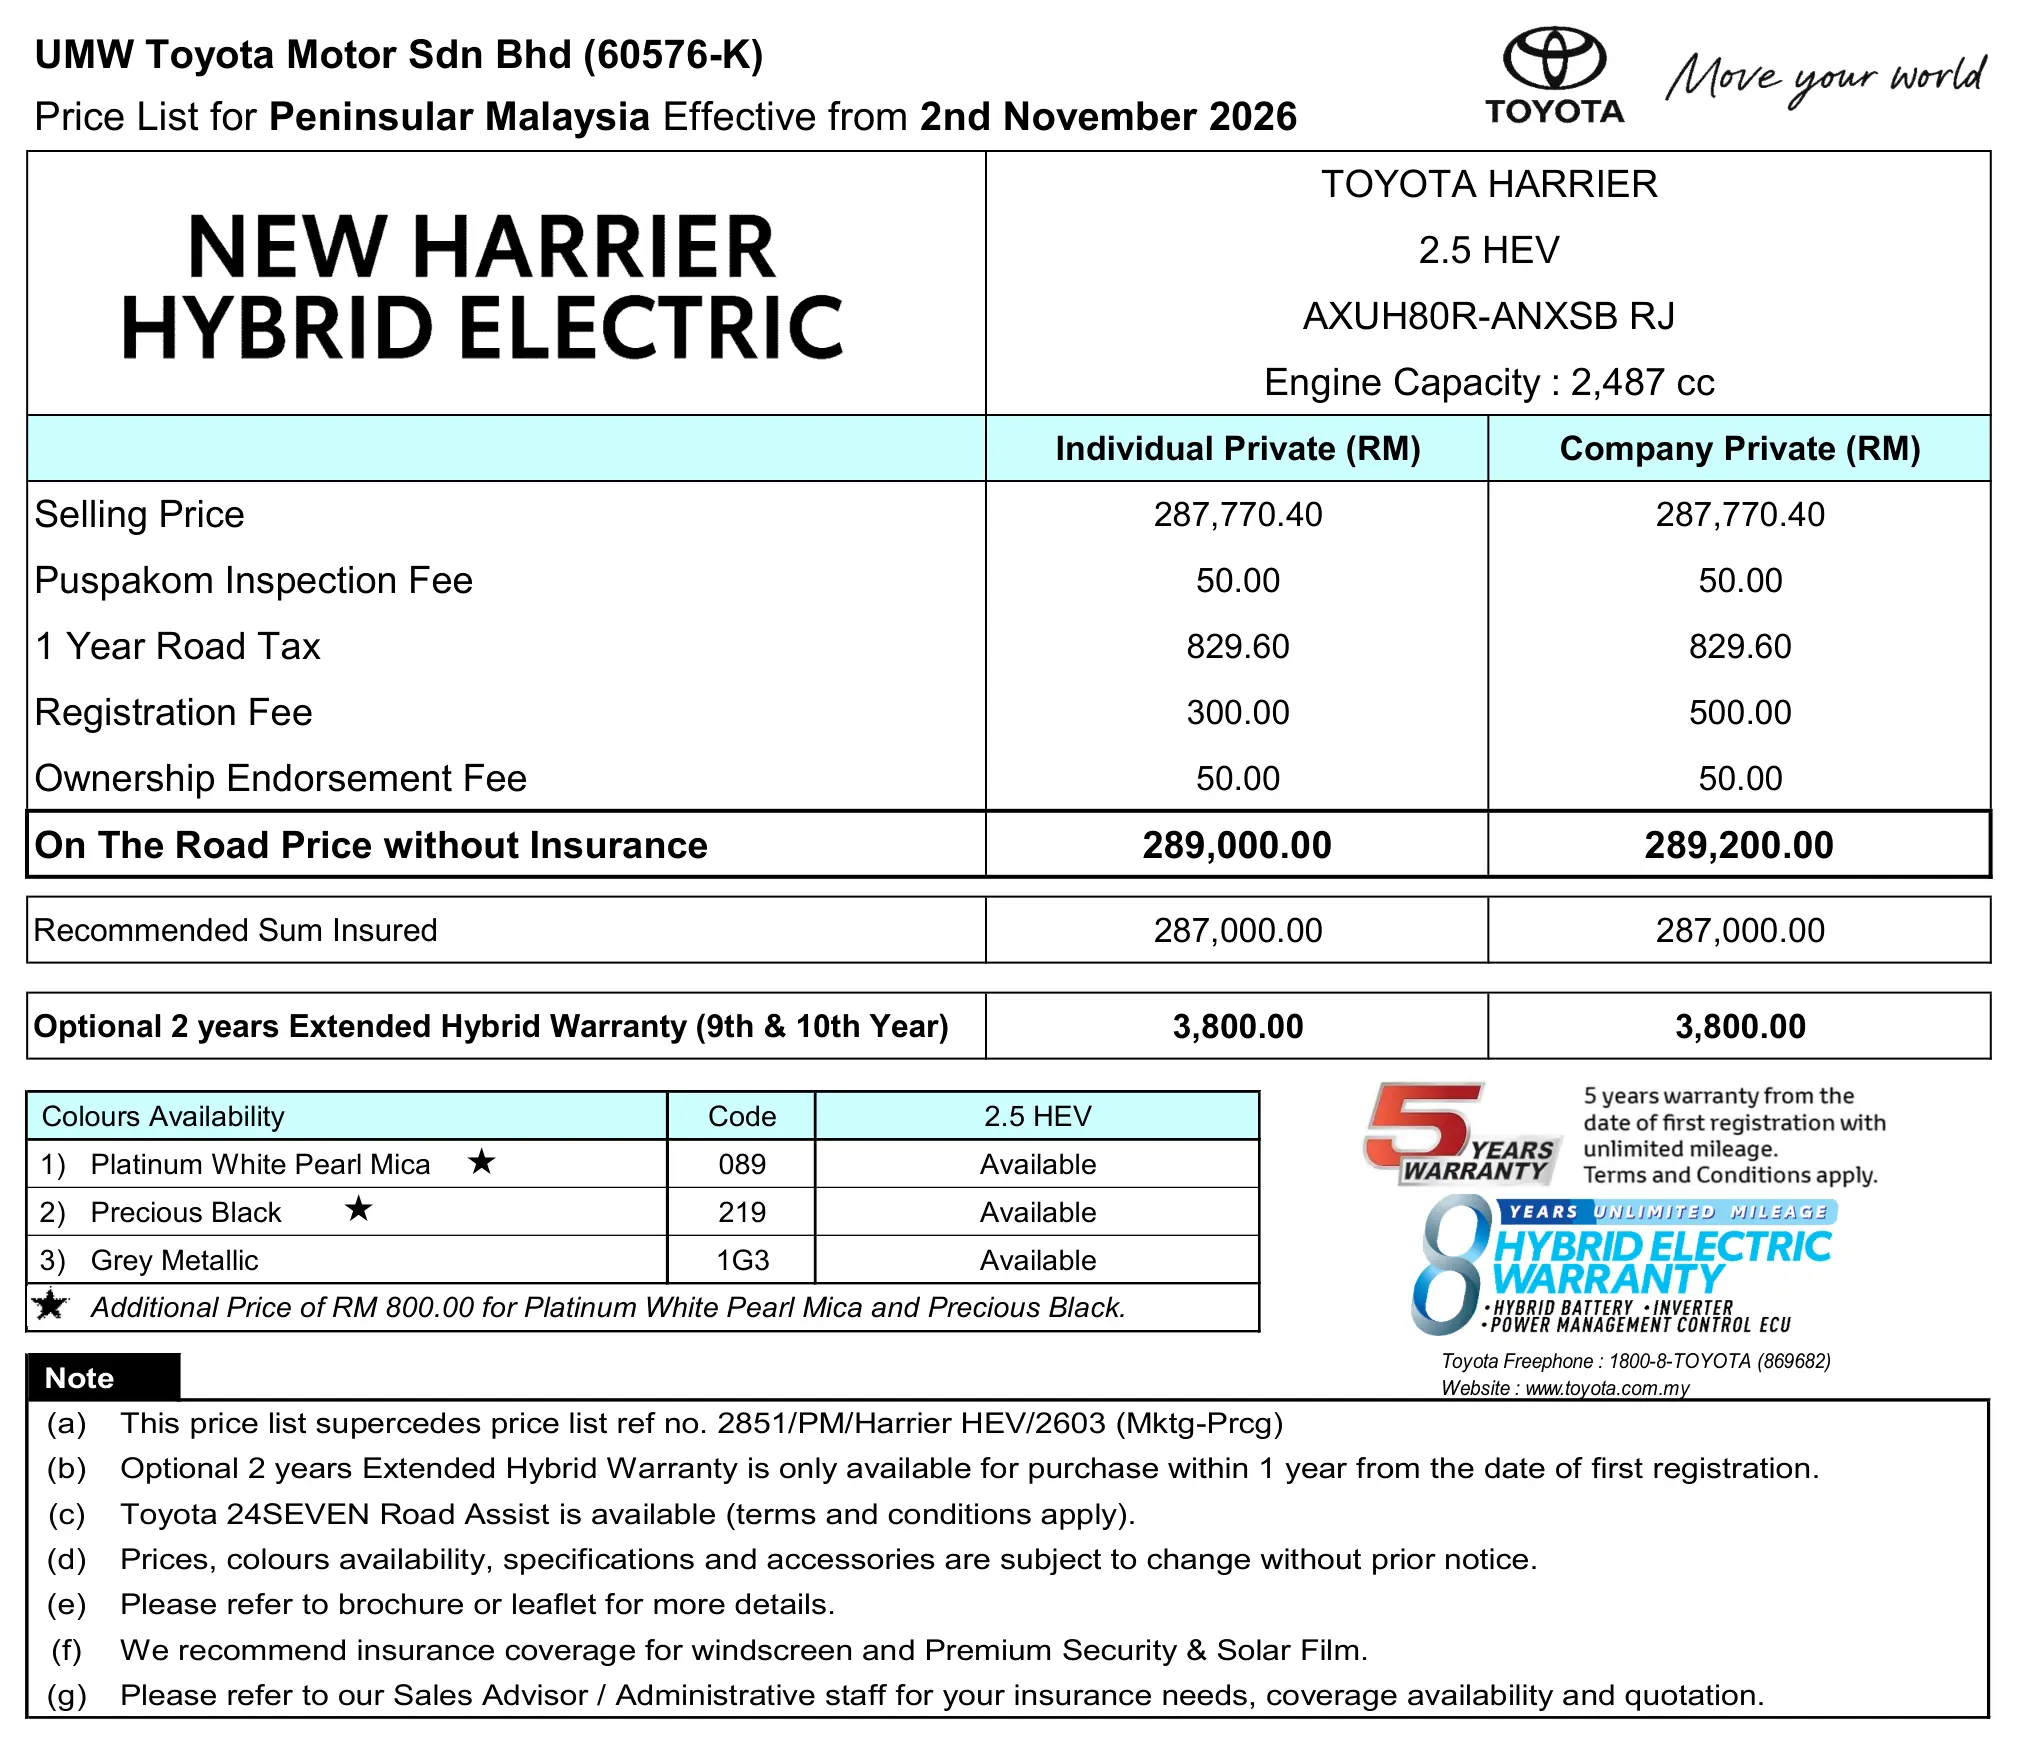 UMW Toyota Motor Sdn Bhd (60576-K)
Price List for Peninsular Malaysia Effective from 2nd November 2026
TOYOTA
Move your world
NEW HARRIER
HYBRID ELECTRIC
TOYOTA HARRIER
2.5 HEV
AXUH80R-ANXSB RJ
Engine Capacity : 2,487 cc
Individual Private (RM) Company Private (RM)
Selling Price 287,770.40 287,770.40
Puspakom Inspection Fee 50.00 50.00
1 Year Road Tax 829.60 829.60
Registration Fee 300.00 500.00
Ownership Endorsement Fee 50.00 50.00
On The Road Price without Insurance 289,000.00 289,200.00
Recommended Sum Insured 287,000.00 287,000.00
Optional 2 years Extended Hybrid Warranty (9th & 10th Year) 3,800.00 3,800.00
Colours Availability Code 2.5 HEV
1) Platinum White Pearl Mica ★ 089 Available
2) Precious Black ★ 219 Available
3) Grey Metallic 1G3 Available
★ Additional Price of RM 800.00 for Platinum White Pearl Mica and Precious Black.
5 YEARS
WARRANTY
5 years warranty from the
date of first registration with
unlimited mileage.
Terms and Conditions apply.
8 YEARS UNLIMITED MILEAGE
HYBRID ELECTRIC
WARRANTY
• HYBRID BATTERY • INVERTER
• POWER MANAGEMENT CONTROL ECU
Toyota Freephone : 1800-8-TOYOTA (869682)
Website : www.toyota.com.my
Note
(a) This price list supercedes price list ref no. 2851/PM/Harrier HEV/2603 (Mktg-Prcg)
(b) Optional 2 years Extended Hybrid Warranty is only available for purchase within 1 year from the date of first registration.
(c) Toyota 24SEVEN Road Assist is available (terms and conditions apply).
(d) Prices, colours availability, specifications and accessories are subject to change without prior notice.
(e) Please refer to brochure or leaflet for more details.
(f) We recommend insurance coverage for windscreen and Premium Security & Solar Film.
(g) Please refer to our Sales Advisor / Administrative staff for your insurance needs, coverage availability and quotation.